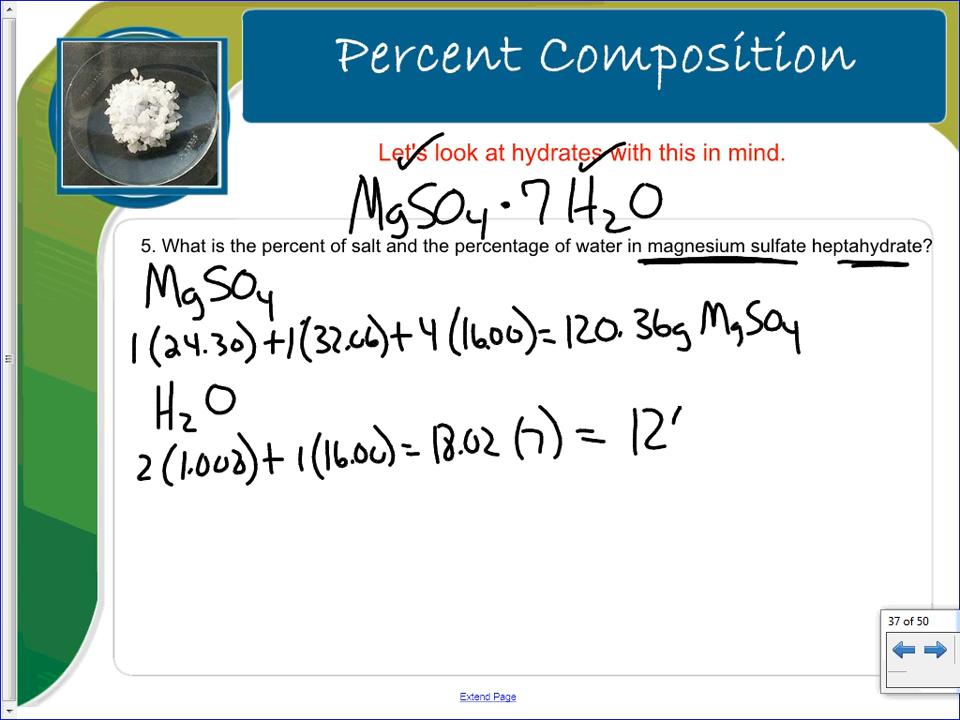 Percent Composition
Let's look at hydrates with this in mind.
MgSO₄ • 7 H₂O
5. What is the percent of salt and the percentage of water in magnesium sulfate heptahydrate?
MgSO₄
1 (24.30) + 1 (32.06) + 4 (16.00) = 120.36g MgSO₄
H₂O
2 (1.008) + 1 (16.00) = 18.02 (7) = 12
37 of 50
Extend Page